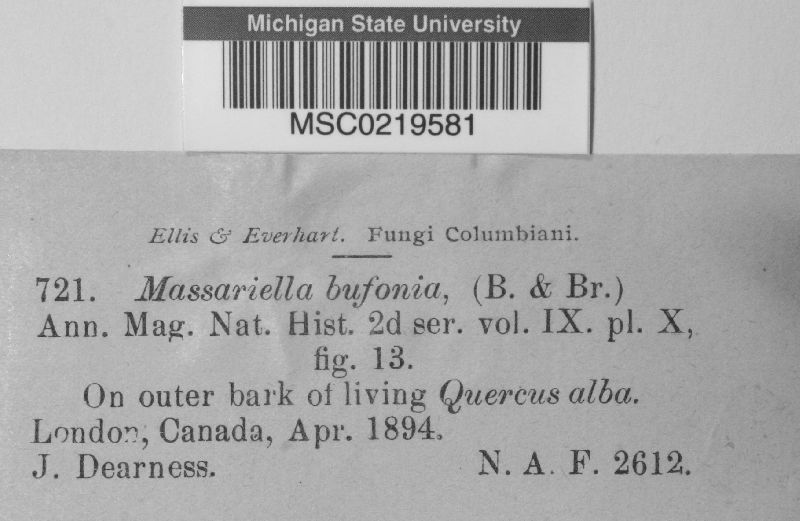 Michigan State University
MSC0219581
Ellis & Everhart. Fungi Columbiani.
721. Massariella bufonia, (B. & Br.)
Ann. Mag. Nat. Hist. 2d ser. vol. IX. pl. X,
fig. 13.
On outer bark of living Quercus alba.
London, Canada, Apr. 1894.
J. Dearness. N. A. F. 2612.